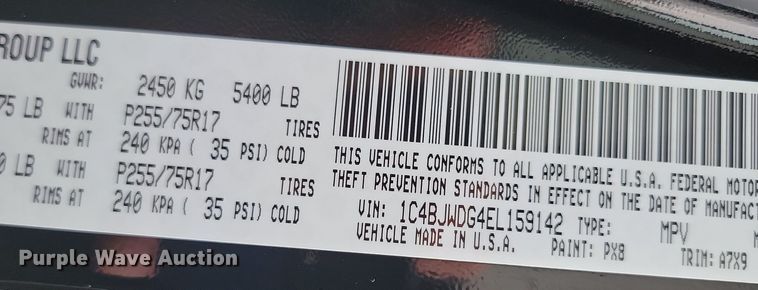 ROUP LLC
GVWR: 2450 KG 5400 LB
75 LB WITH P255/75R17 TIRES
RIMS AT 240 KPA ( 35 PSI) COLD
0 LB WITH P255/75R17 TIRES
RIMS AT 240 KPA ( 35 PSI) COLD
THIS VEHICLE CONFORMS TO ALL APPLICABLE U.S.A. FEDERAL MOTOR
THEFT PREVENTION STANDARDS IN EFFECT ON THE DATE OF MANUFACT
VIN: 1C4BJWDG4EL159142 TYPE: MPV
VEHICLE MADE IN U.S.A. PAINT: PX8 TRIM: A7X9
Purple Wave Auction